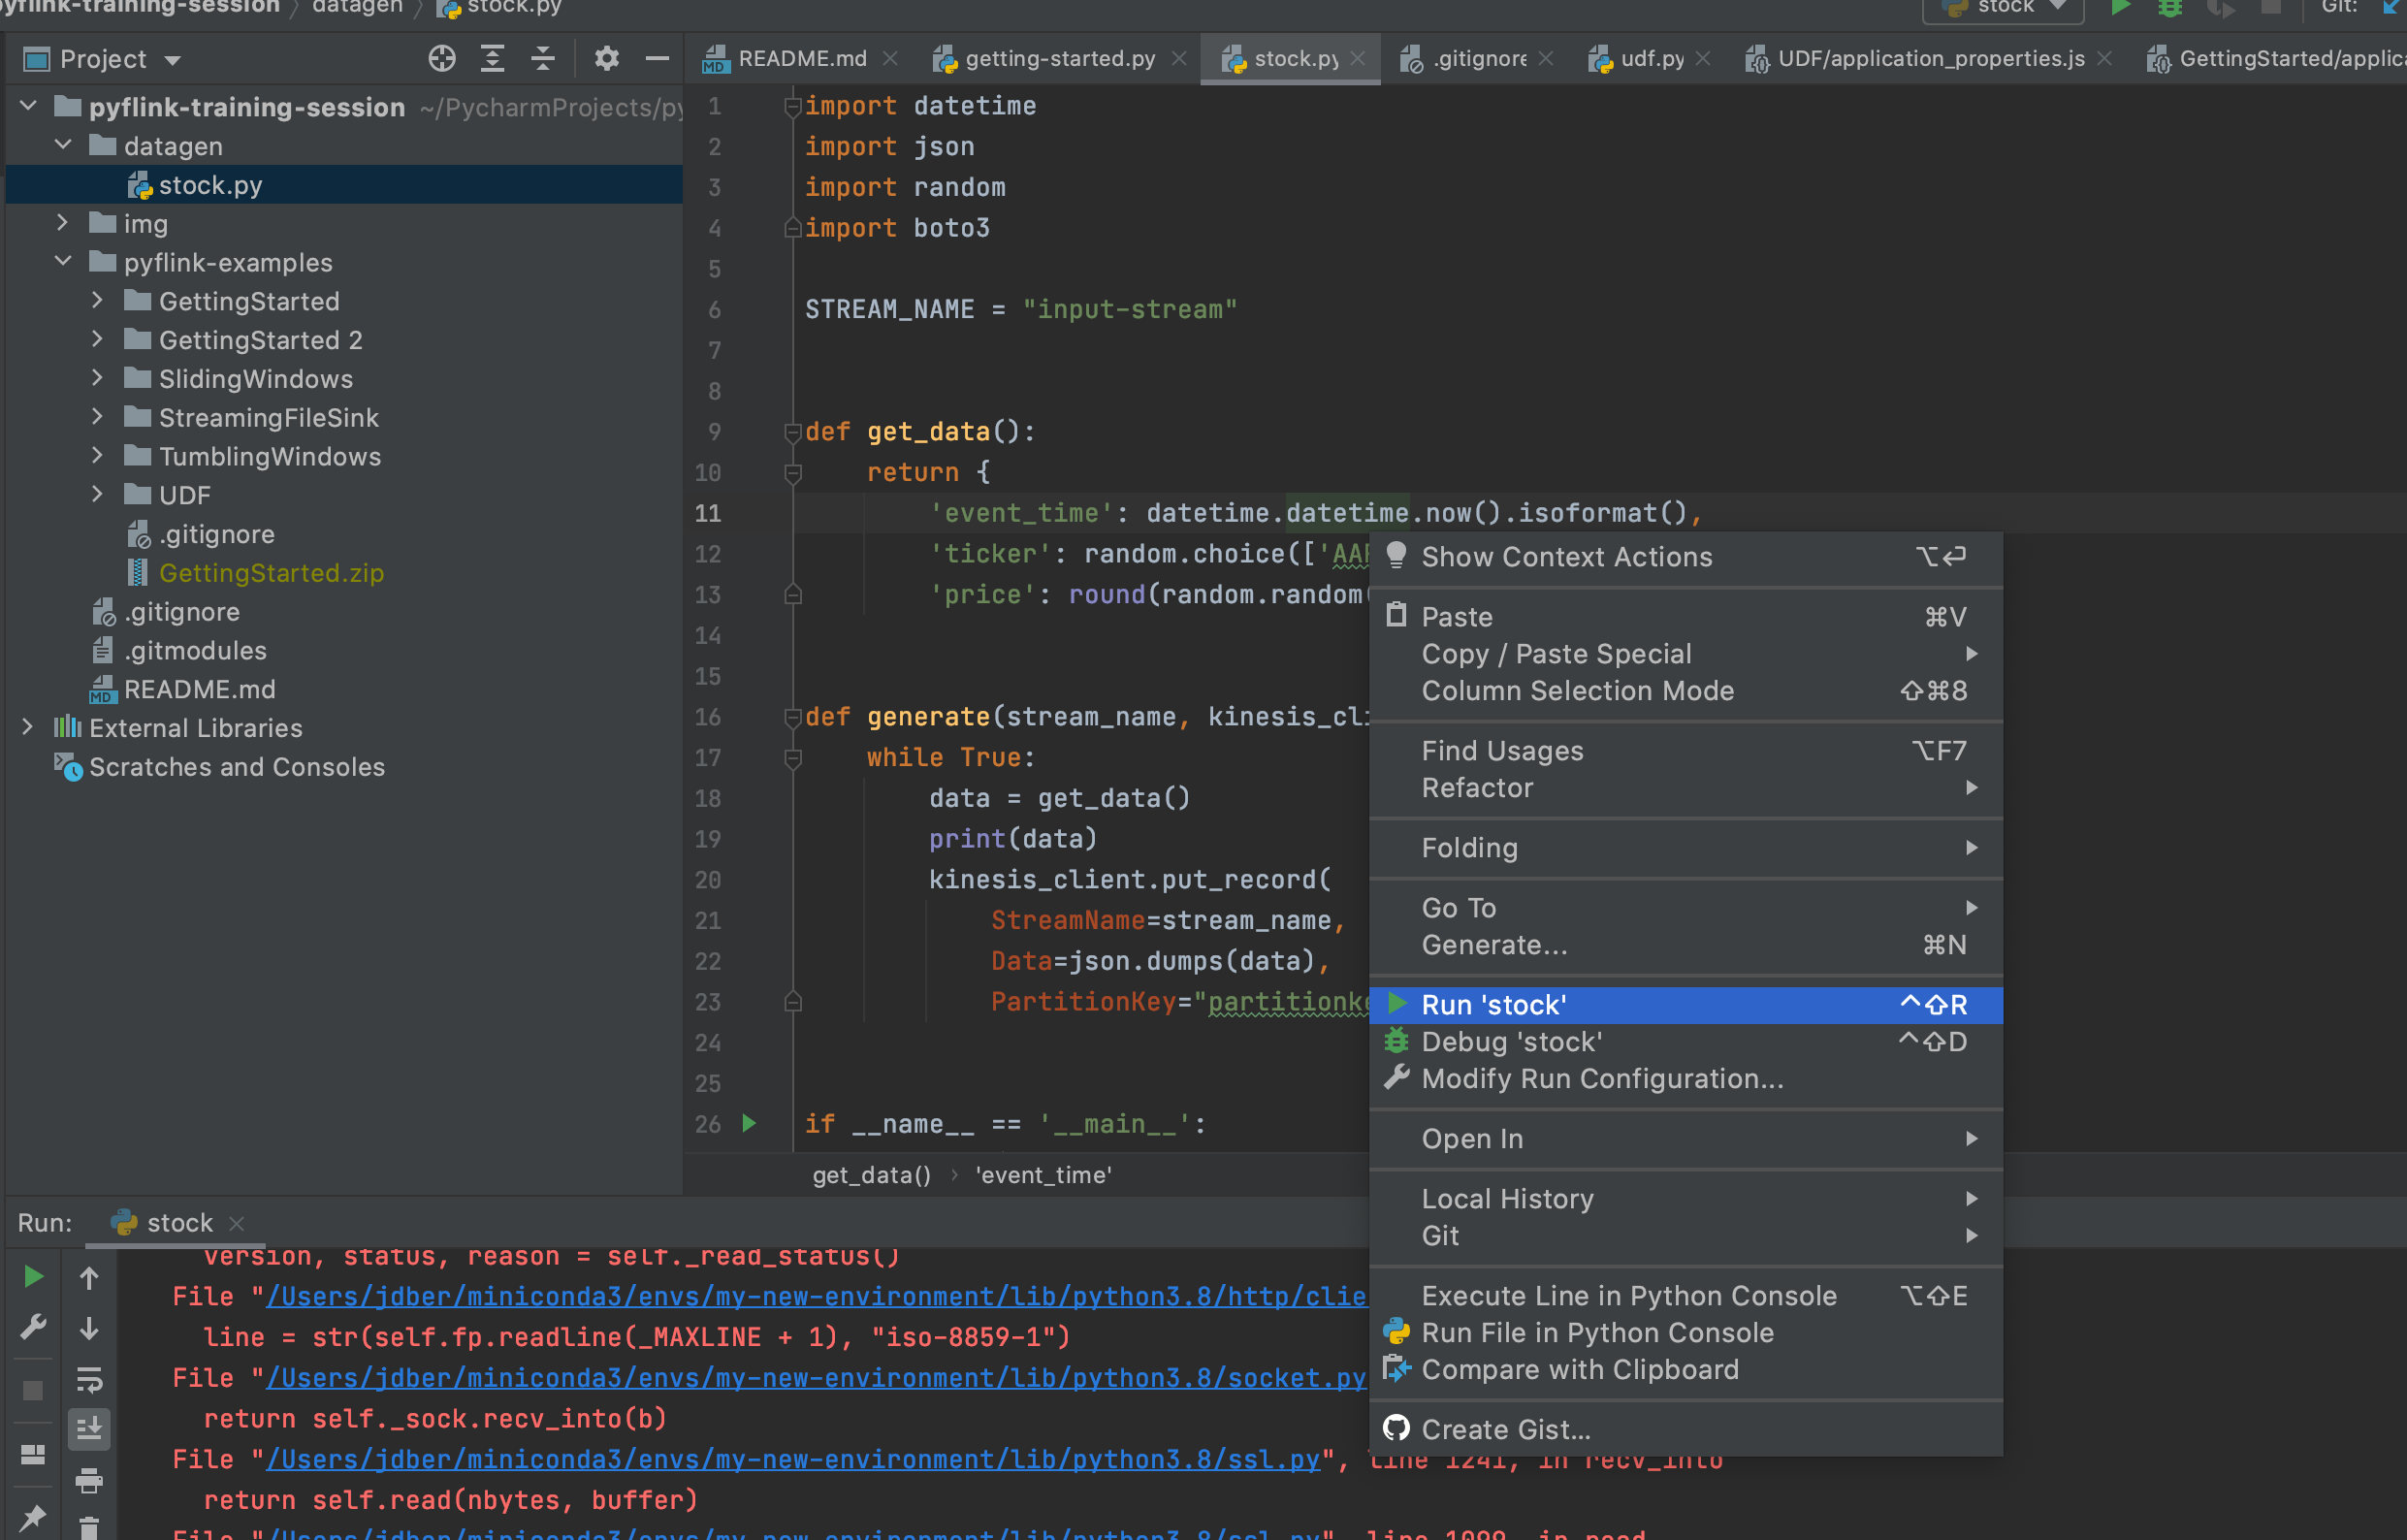 pyflink-training-session › datagen › stock.py
stock
Git:
Project
README.md
getting-started.py
stock.py
.gitignore
udf.py
UDF/application_properties.js
GettingStarted/applic
pyflink-training-session ~/PycharmProjects/py
datagen
stock.py
img
pyflink-examples
GettingStarted
GettingStarted 2
SlidingWindows
StreamingFileSink
TumblingWindows
UDF
.gitignore
GettingStarted.zip
.gitignore
.gitmodules
README.md
External Libraries
Scratches and Consoles
1 import datetime
2 import json
3 import random
4 import boto3
5
6 STREAM_NAME = "input-stream"
7
8
9 def get_data():
10 return {
11 'event_time': datetime.datetime.now().isoformat(),
12 'ticker': random.choice(['AAP
13 'price': round(random.random(
14
15
16 def generate(stream_name, kinesis_cli
17 while True:
18 data = get_data()
19 print(data)
20 kinesis_client.put_record(
21 StreamName=stream_name,
22 Data=json.dumps(data),
23 PartitionKey="partitionke
24
25
26 if __name__ == '__main__':
get_data() › 'event_time'
Show Context Actions ⌥↩
Paste ⌘V
Copy / Paste Special
Column Selection Mode ⇧⌘8
Find Usages ⌥F7
Refactor
Folding
Go To
Generate... ⌘N
Run 'stock' ^⇧R
Debug 'stock' ^⇧D
Modify Run Configuration...
Open In
Local History
Git
Execute Line in Python Console ⌥⇧E
Run File in Python Console
Compare with Clipboard
Create Gist...
Run: stock
version, status, reason = self._read_status()
File "/Users/jdber/miniconda3/envs/my-new-environment/lib/python3.8/http/clie
line = str(self.fp.readline(_MAXLINE + 1), "iso-8859-1")
File "/Users/jdber/miniconda3/envs/my-new-environment/lib/python3.8/socket.py
return self._sock.recv_into(b)
File "/Users/jdber/miniconda3/envs/my-new-environment/lib/python3.8/ssl.py", line 1241, in recv_into
return self.read(nbytes, buffer)
File "/Users/jdber/miniconda3/envs/my-new-environment/lib/python3.8/ssl.py", line 1099, in read